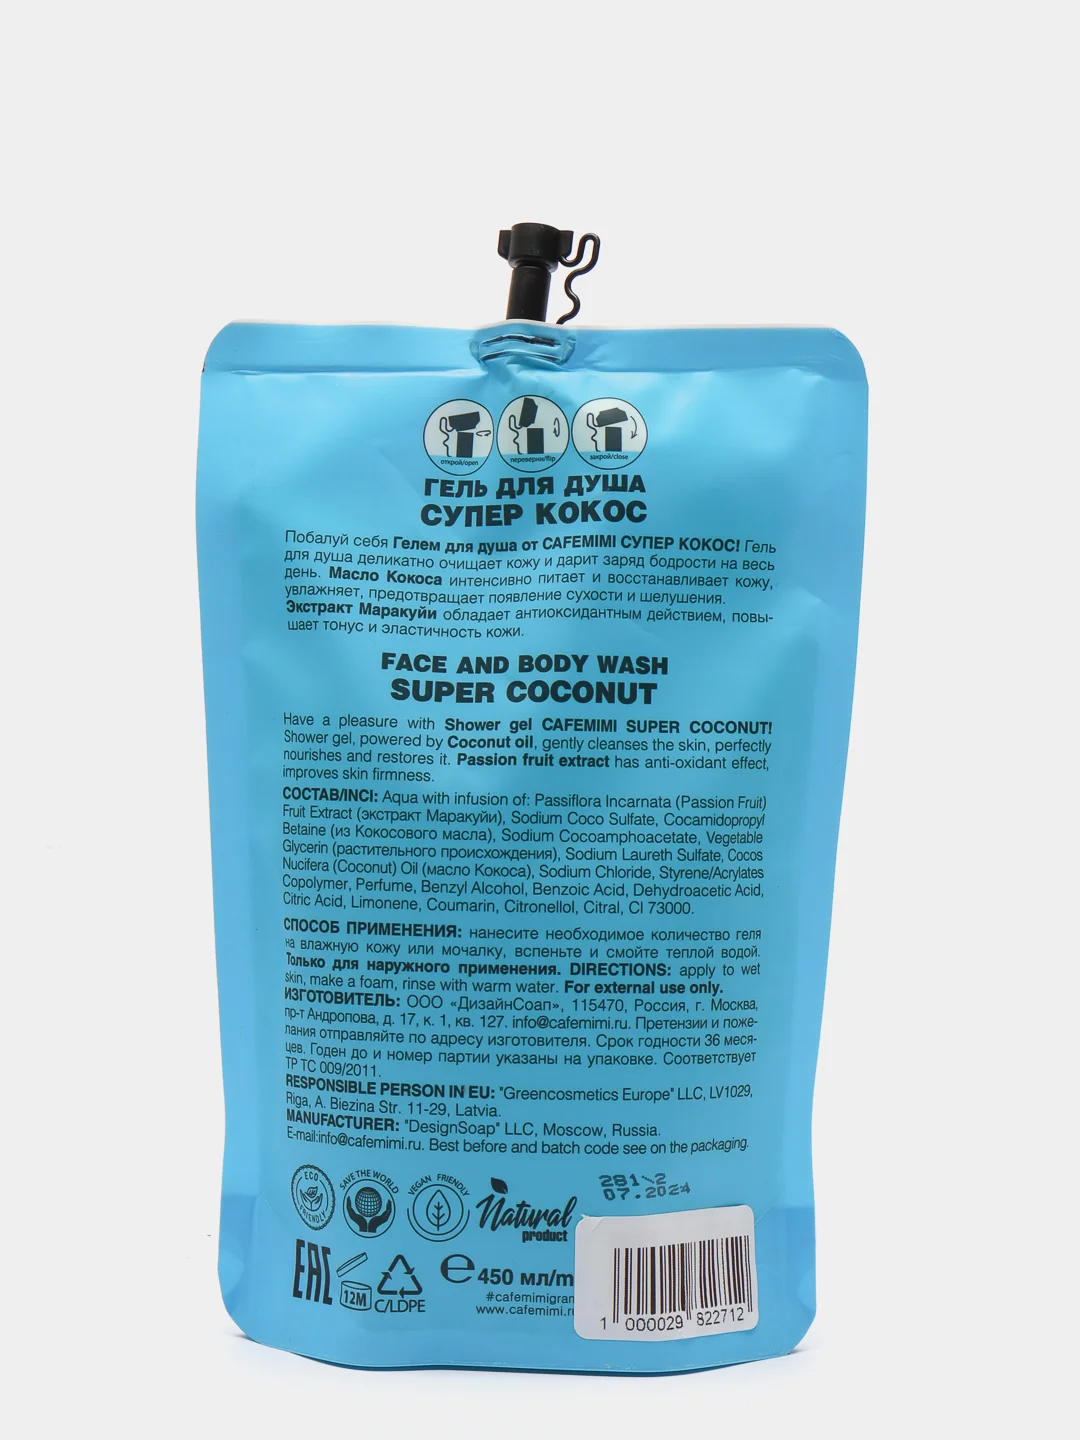 открой/open
переверни/flip
закрой/close
ГЕЛЬ ДЛЯ ДУША
СУПЕР КОКОС
Побалуй себя Гелем для душа от CAFEMIMI СУПЕР КОКОС! Гель
для душа деликатно очищает кожу и дарит заряд бодрости на весь
день. Масло Кокоса интенсивно питает и восстанавливает кожу,
увлажняет, предотвращает появление сухости и шелушения.
Экстракт Маракуйи обладает антиоксидантным действием, повы-
шает тонус и эластичность кожи.
FACE AND BODY WASH
SUPER COCONUT
Have a pleasure with Shower gel CAFEMIMI SUPER COCONUT!
Shower gel, powered by Coconut oil, gently cleanses the skin, perfectly
nourishes and restores it. Passion fruit extract has anti-oxidant effect,
improves skin firmness.
СОСТАВ/INCI: Aqua with infusion of: Passiflora Incarnata (Passion Fruit)
Fruit Extract (экстракт Маракуйи), Sodium Coco Sulfate, Cocamidopropyl
Betaine (из Кокосового масла), Sodium Cocoamphoacetate, Vegetable
Glycerin (растительного происхождения), Sodium Laureth Sulfate, Cocos
Nucifera (Coconut) Oil (масло Кокоса), Sodium Chloride, Styrene/Acrylates
Copolymer, Perfume, Benzyl Alcohol, Benzoic Acid, Dehydroacetic Acid,
Citric Acid, Limonene, Coumarin, Citronellol, Citral, CI 73000.
СПОСОБ ПРИМЕНЕНИЯ: нанесите необходимое количество геля
на влажную кожу или мочалку, вспеньте и смойте теплой водой.
Только для наружного применения. DIRECTIONS: apply to wet
skin, make a foam, rinse with warm water. For external use only.
ИЗГОТОВИТЕЛЬ: ООО «ДизайнСоап», 115470, Россия, г. Москва,
пр-т Андропова, д. 17, к. 1, кв. 127. info@cafemimi.ru. Претензии и поже-
лания отправляйте по адресу изготовителя. Срок годности 36 меся-
цев. Годен до и номер партии указаны на упаковке. Соответствует
ТР ТС 009/2011.
RESPONSIBLE PERSON IN EU: "Greencosmetics Europe" LLC, LV1029,
Riga, A. Biezina Str. 11-29, Latvia.
MANUFACTURER: "DesignSoap" LLC, Moscow, Russia.
E-mail:info@cafemimi.ru. Best before and batch code see on the packaging.
ECO FRIENDLY
SAVE THE WORLD
VEGAN FRIENDLY
Natural
product
07.2024
EAC
12M
C/LDPE
℮ 450 мл/m
#cafemimigran
www.cafemimi.r
1 000029 822712